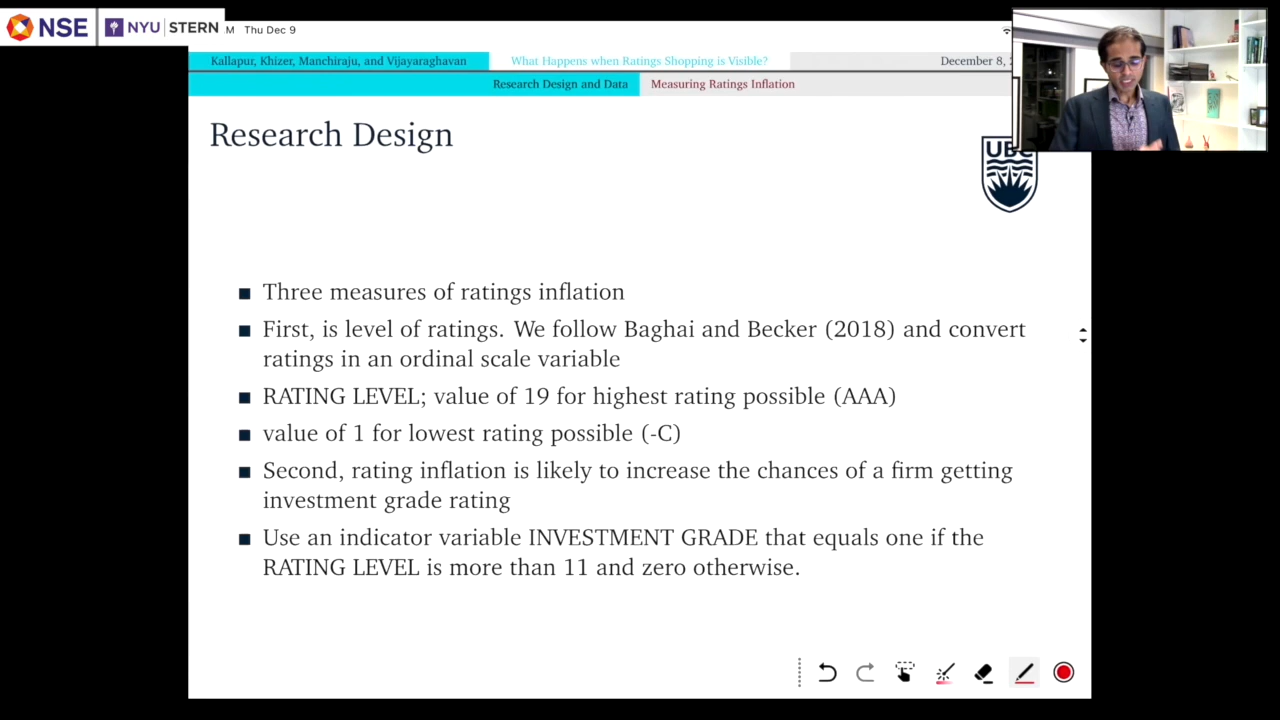 NSE NYU STERN M Thu Dec 9
Kallapur, Khizer, Manchiraju, and Vijayaraghavan What Happens when Ratings Shopping is Visible? December 8,
Research Design and Data Measuring Ratings Inflation
Research Design
UBC
Three measures of ratings inflation
First, is level of ratings. We follow Baghai and Becker (2018) and convert
ratings in an ordinal scale variable
RATING LEVEL; value of 19 for highest rating possible (AAA)
value of 1 for lowest rating possible (-C)
Second, rating inflation is likely to increase the chances of a firm getting
investment grade rating
Use an indicator variable INVESTMENT GRADE that equals one if the
RATING LEVEL is more than 11 and zero otherwise.